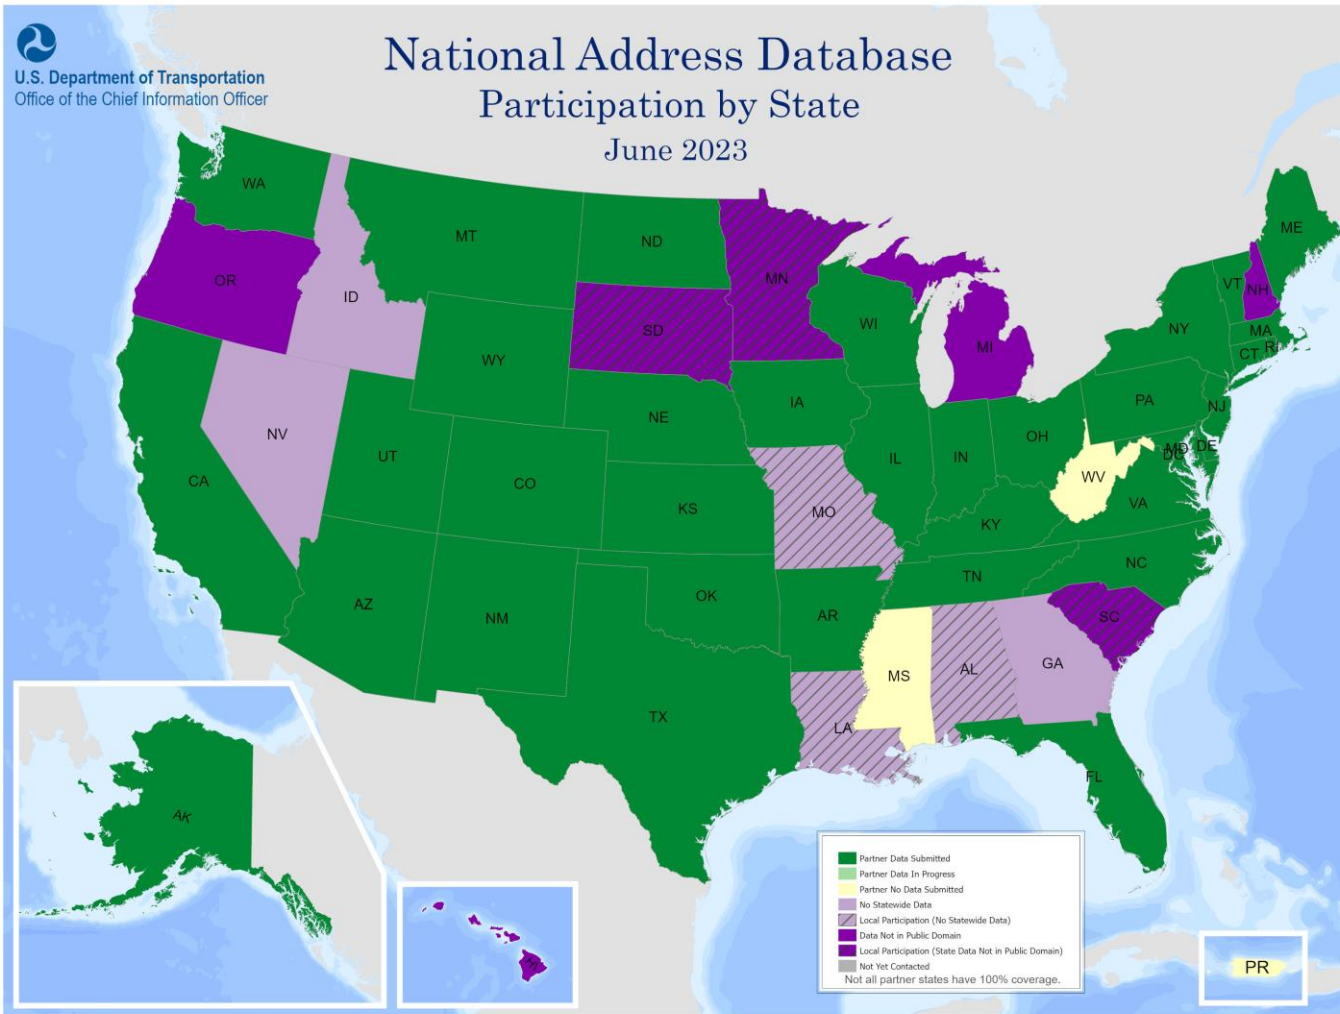 U.S. Department of Transportation
Office of the Chief Information Officer
National Address Database
Participation by State
June 2023
WA
MT
ND
MN
ME
OR
ID
SD
WI
MI
VT
NH
NY
MA
RI
CT
WY
IA
NE
PA
NJ
NV
UT
CO
IL
IN
OH
MD
DE
DC
CA
KS
MO
WV
VA
KY
AZ
NM
OK
AR
TN
NC
SC
MS
AL
GA
TX
LA
FL
AK
HI
PR
Partner Data Submitted
Partner Data In Progress
Partner No Data Submitted
No Statewide Data
Local Participation (No Statewide Data)
Data Not in Public Domain
Local Participation (State Data Not in Public Domain)
Not Yet Contacted
Not all partner states have 100% coverage.